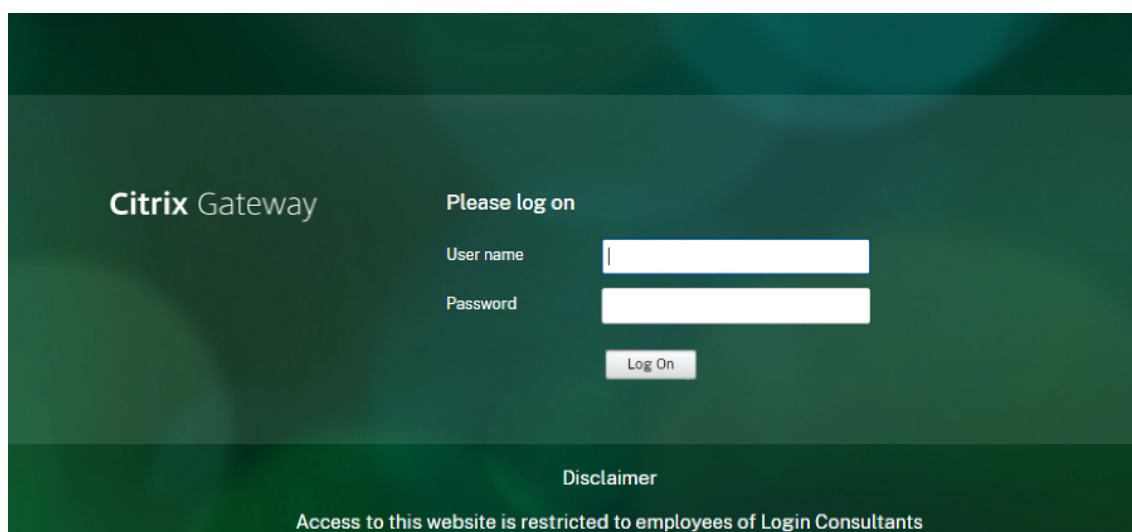 Citrix Gateway
Please log on
User name
Password
Log On
Disclaimer
Access to this website is restricted to employees of Login Consultants